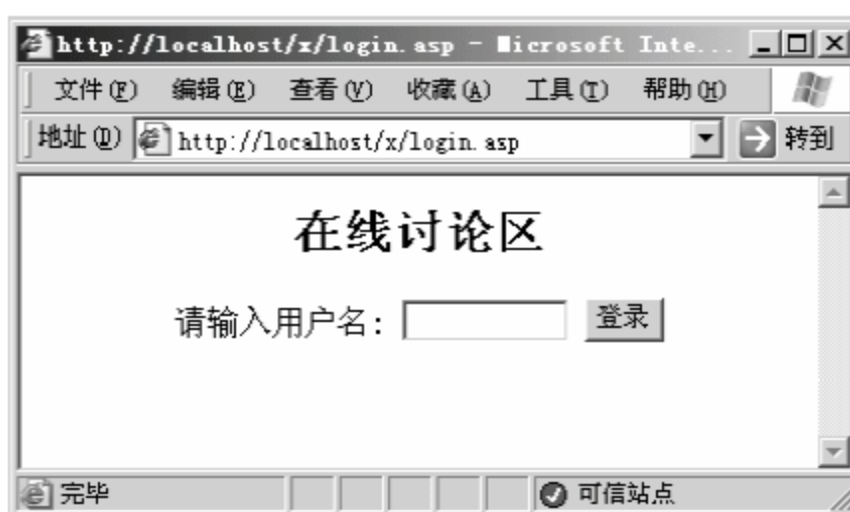 http://localhost/x/login.asp - Microsoft Inte...
文件(F) 编辑(E) 查看(V) 收藏(A) 工具(T) 帮助(H)
地址(D) http://localhost/x/login.asp 转到
在线讨论区
请输入用户名: 登录
完毕 可信站点